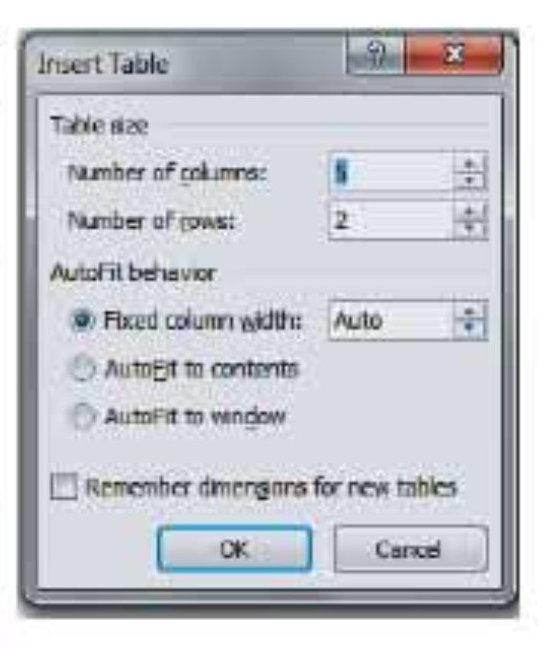 Insert Table
Table size
Number of columns: 5
Number of rows: 2
AutoFit behavior
Fixed column width: Auto
AutoFit to contents
AutoFit to window
Remember dimensions for new tables
OK Cancel